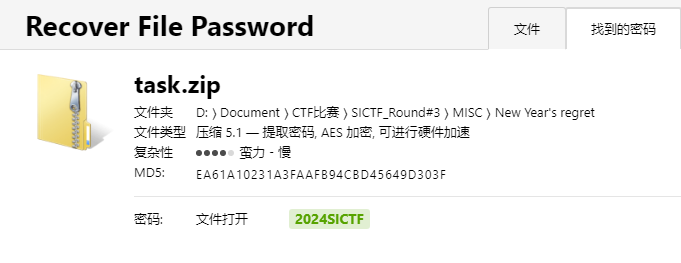 Recover File Password
文件
找到的密码
task.zip
文件夹 D: 〉Document 〉CTF比赛 〉SICTF_Round#3 〉MISC 〉New Year's regret
文件类型 压缩 5.1 — 提取密码, AES 加密, 可进行硬件加速
复杂性 蛮力 - 慢
MD5: EA61A10231A3FAAFB94CBD45649D303F
密码: 文件打开 2024SICTF